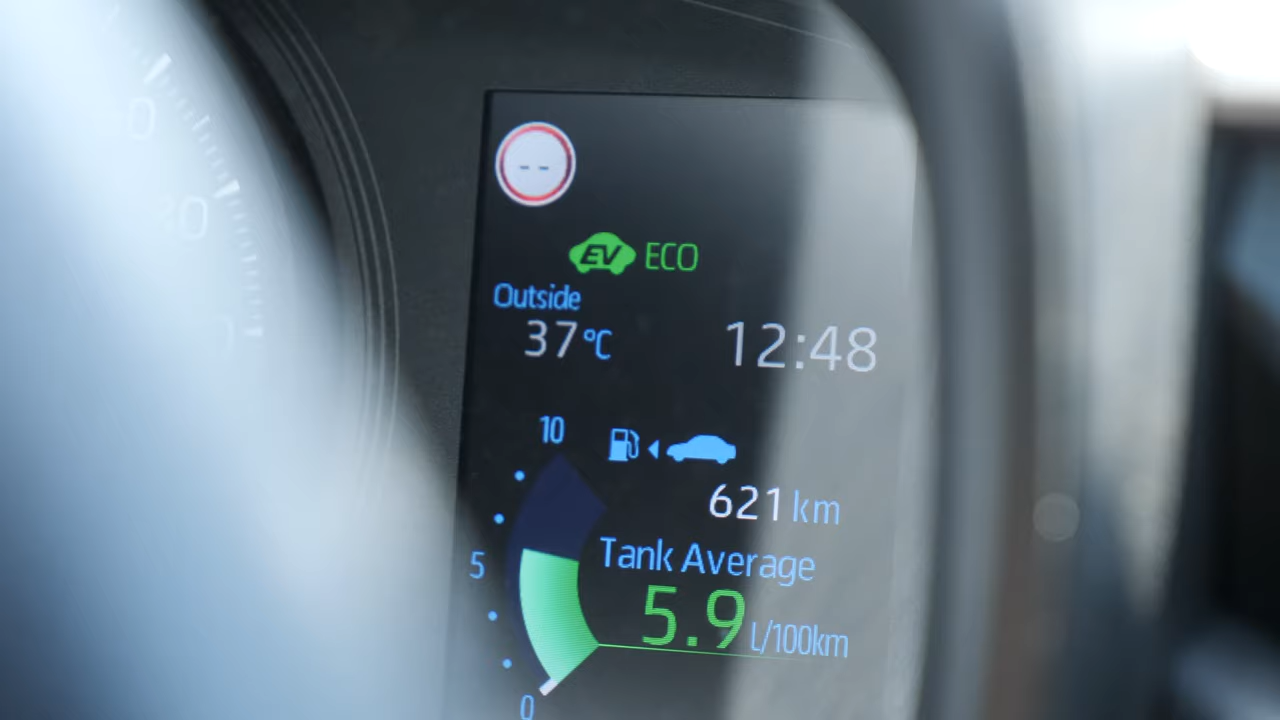 --
EV ECO
Outside
37°C 12:48
10
621 km
Tank Average
5
5.9 L/100km
0